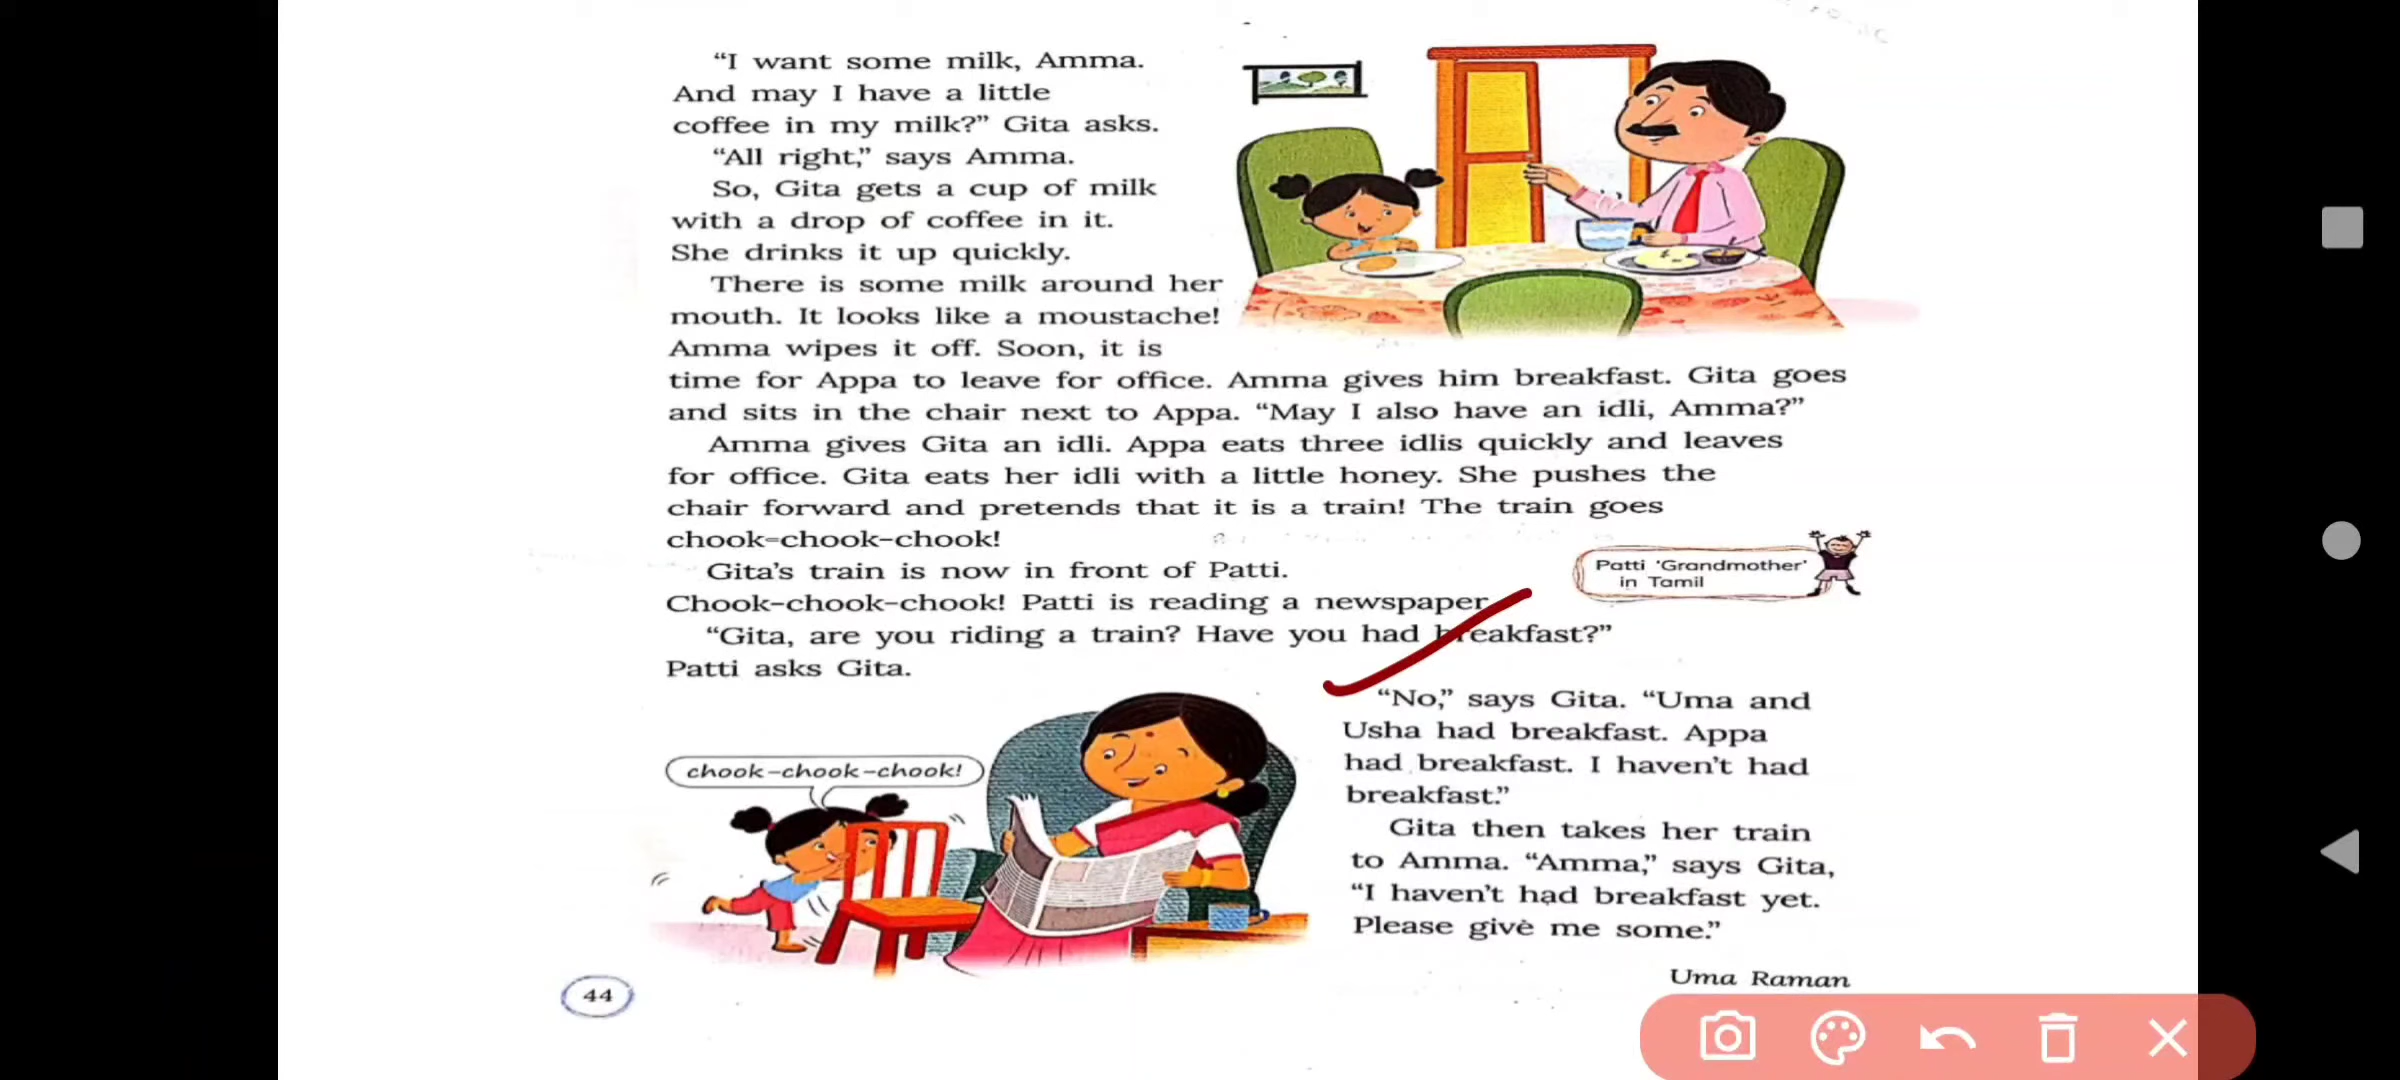 “I want some milk, Amma.
And may I have a little
coffee in my milk?” Gita asks.
“All right,” says Amma.
So, Gita gets a cup of milk
with a drop of coffee in it.
She drinks it up quickly.
There is some milk around her
mouth. It looks like a moustache!
Amma wipes it off. Soon, it is
time for Appa to leave for office. Amma gives him breakfast. Gita goes
and sits in the chair next to Appa. “May I also have an idli, Amma?”
Amma gives Gita an idli. Appa eats three idlis quickly and leaves
for office. Gita eats her idli with a little honey. She pushes the
chair forward and pretends that it is a train! The train goes
chook-chook-chook!
Patti ‘Grandmother’
in Tamil
Gita’s train is now in front of Patti.
Chook-chook-chook! Patti is reading a newspaper
“Gita, are you riding a train? Have you had breakfast?”
Patti asks Gita.
chook-chook-chook!
“No,” says Gita. “Uma and
Usha had breakfast. Appa
had breakfast. I haven’t had
breakfast.”
Gita then takes her train
to Amma. “Amma,” says Gita,
“I haven’t had breakfast yet.
Please give me some.”
Uma Raman
44